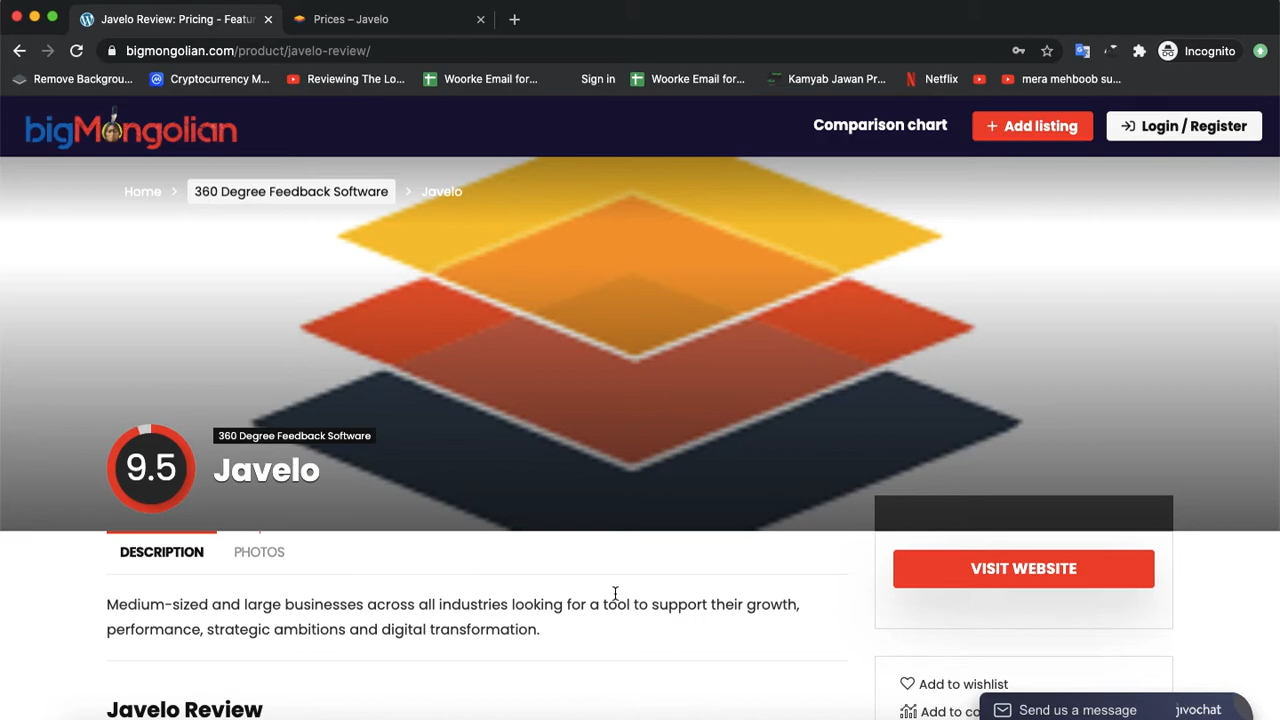 Javelo Review: Pricing - Featu
Prices – Javelo
bigmongolian.com/product/javelo-review/
Incognito
Remove Backgrou...
Cryptocurrency M...
Reviewing The Lo...
Woorke Email for...
Sign in
Woorke Email for...
Kamyab Jawan Pr...
Netflix
mera mehboob su...
bigMongolian
Comparison chart
+ Add listing
Login / Register
Home > 360 Degree Feedback Software > Javelo
9.5
360 Degree Feedback Software
Javelo
DESCRIPTION
PHOTOS
VISIT WEBSITE
Medium-sized and large businesses across all industries looking for a tool to support their growth,
performance, strategic ambitions and digital transformation.
Javelo Review
Add to wishlist
Add to co
Send us a message
jivochat